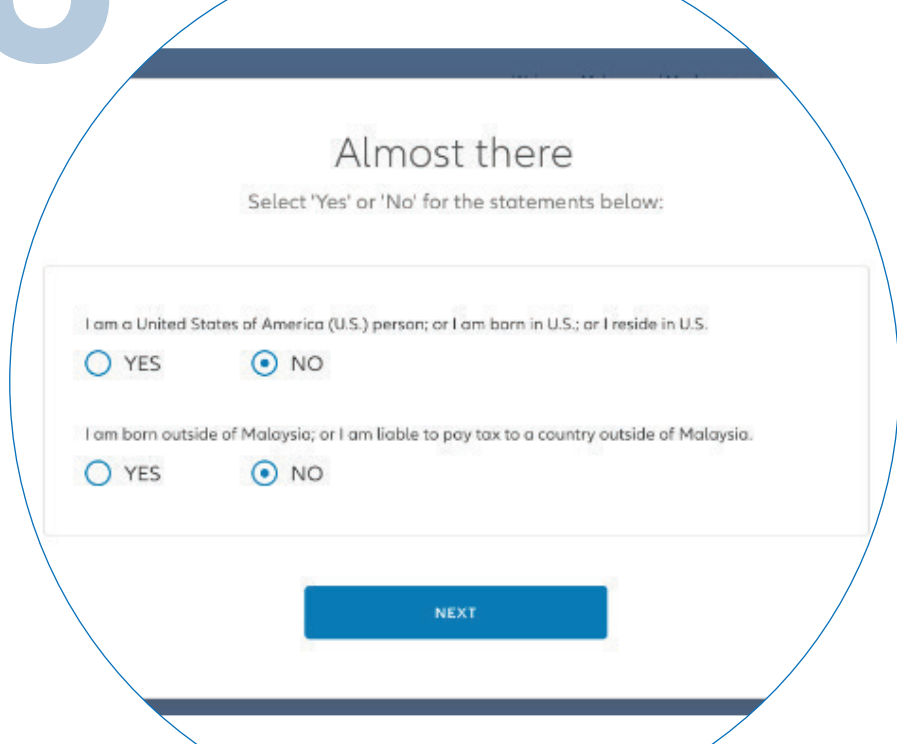 Almost there
Select 'Yes' or 'No' for the statements below:
I am a United States of America (U.S.) person; or I am born in U.S.; or I reside in U.S.
YES NO
I am born outside of Malaysia; or I am liable to pay tax to a country outside of Malaysia.
YES NO
NEXT